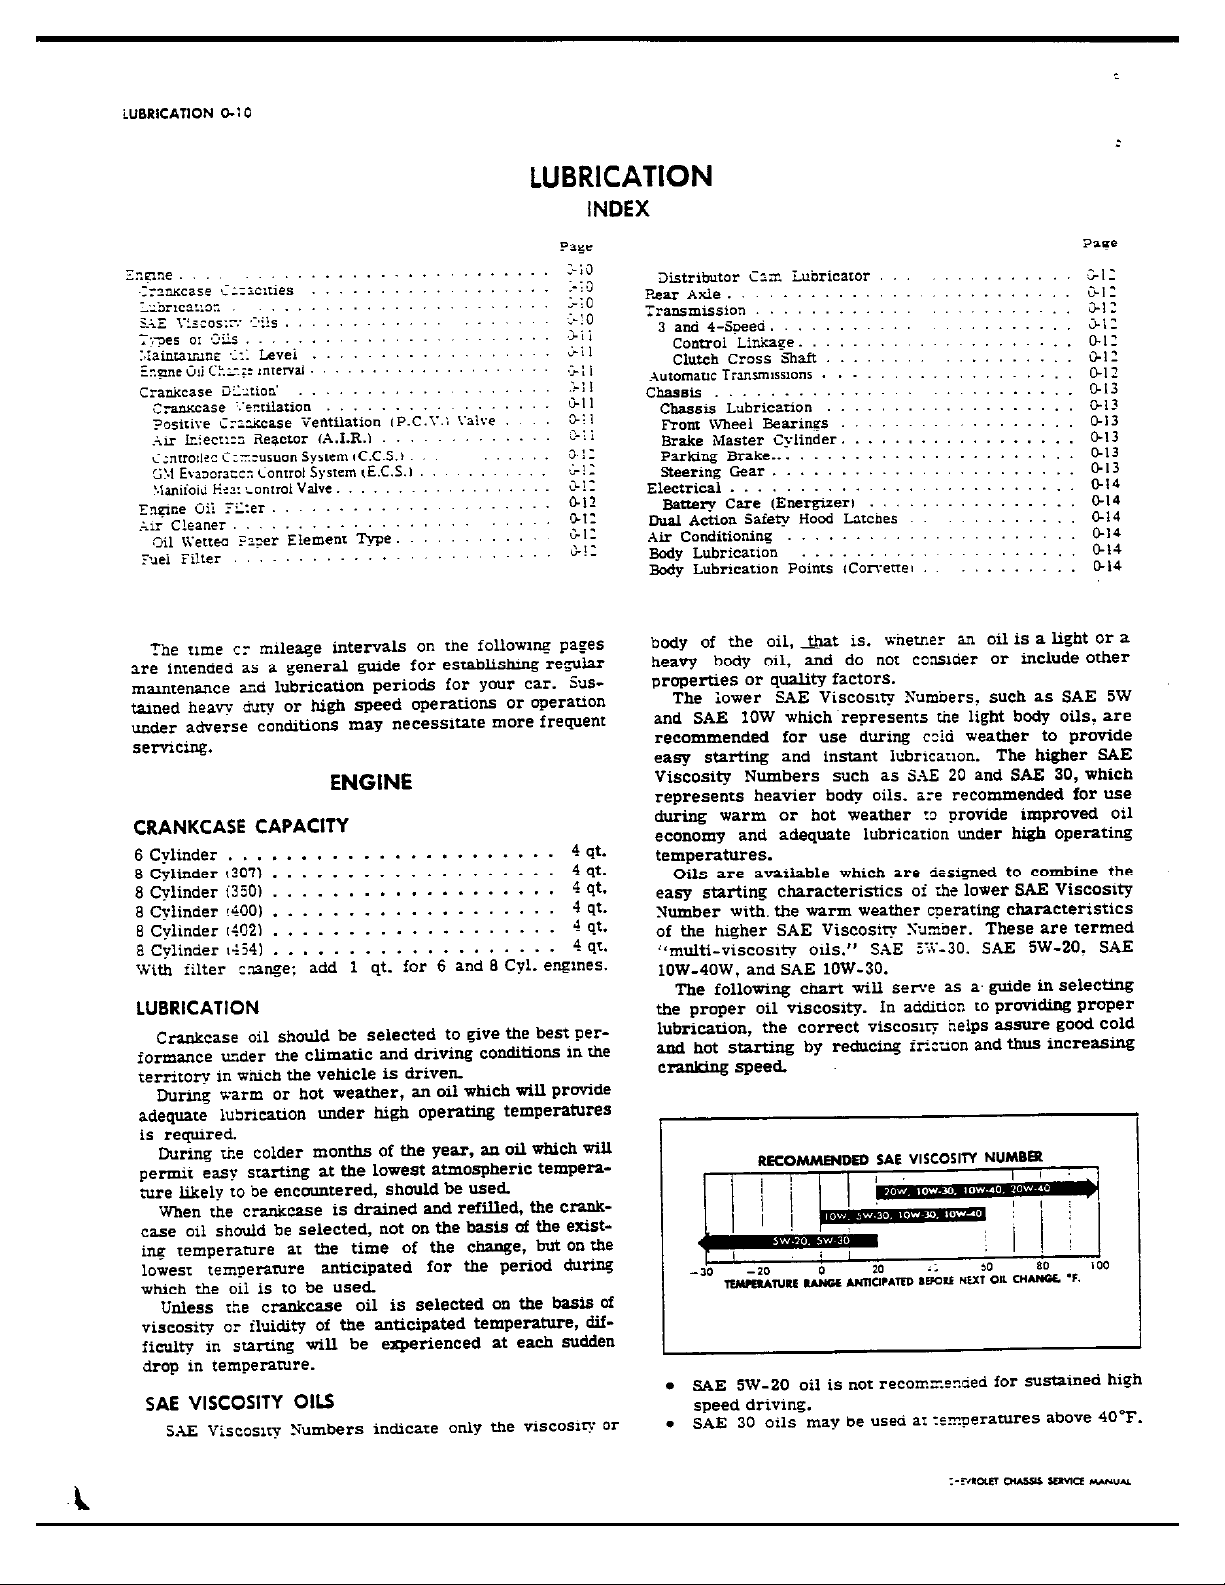 LUBRICATION 0-10
LUBRICATION
INDEX
Page
Engine . . . 0-10
Crankcase Capacities . . . 0-10
Lubrication . . . 0-10
SAE Viscosity Oils . . . 0-10
Types of Oils . . . 0-11
Maintaining Oil Level . . . 0-11
Engine Oil Change Interval . . . 0-11
Crankcase Dilution . . . 0-11
Crankcase Ventilation . . . 0-11
Positive Crankcase Ventilation (P.C.V.) Valve . . . 0-11
Air Injection Reactor (A.I.R.) . . . 0-11
Controlled Combustion System (C.C.S.) . . .
GM Evaporation Control System (E.C.S.) . . .
Manifold Heat Control Valve . . .
Engine Oil Filter . . . 0-12
Air Cleaner . . . 0-12
Oil Wetted Paper Element Type . . . 0-12
Fuel Filter . . . 0-12
Page
Distributor Cam Lubricator . . . 0-12
Rear Axle . . . 0-12
Transmission . . . 0-12
3 and 4-Speed . . . 0-12
Control Linkage . . . 0-12
Clutch Cross Shaft . . . 0-12
Automatic Transmissions . . . 0-12
Chassis . . . 0-13
Chassis Lubrication . . . 0-13
Front Wheel Bearings . . . 0-13
Brake Master Cylinder . . . 0-13
Parking Brake . . . 0-13
Steering Gear . . . 0-13
Electrical . . . 0-14
Battery Care (Energizer) . . . 0-14
Dual Action Safety Hood Latches . . . 0-14
Air Conditioning . . . 0-14
Body Lubrication . . . 0-14
Body Lubrication Points (Corvette) . . . 0-14
The time or mileage intervals on the following pages
are intended as a general guide for establishing regular
maintenance and lubrication periods for your car. Sus-
tained heavy duty or high speed operations or operation
under adverse conditions may necessitate more frequent
servicing.
ENGINE
CRANKCASE CAPACITY
6 Cylinder . . . 4 qt.
8 Cylinder (307) . . . 4 qt.
8 Cylinder (350) . . . 4 qt.
8 Cylinder (400) . . . 4 qt.
8 Cylinder (402) . . . 4 qt.
8 Cylinder (454) . . . 4 qt.
With filter change; add 1 qt. for 6 and 8 Cyl. engines.
LUBRICATION
Crankcase oil should be selected to give the best per-
formance under the climatic and driving conditions in the
territory in which the vehicle is driven.
During warm or hot weather, an oil which will provide
adequate lubrication under high operating temperatures
is required.
During the colder months of the year, an oil which will
permit easy starting at the lowest atmospheric tempera-
ture likely to be encountered, should be used.
When the crankcase is drained and refilled, the crank-
case oil should be selected, not on the basis of the exist-
ing temperature at the time of the change, but on the
lowest temperature anticipated for the period during
which the oil is to be used.
Unless the crankcase oil is selected on the basis of
viscosity or fluidity of the anticipated temperature, dif-
ficulty in starting will be experienced at each sudden
drop in temperature.
SAE VISCOSITY OILS
SAE Viscosity Numbers indicate only the viscosity or
body of the oil, that is, whether an oil is a light or a
heavy body oil, and do not consider or include other
properties or quality factors.
The lower SAE Viscosity Numbers, such as SAE 5W
and SAE 10W which represents the light body oils, are
recommended for use during cold weather to provide
easy starting and instant lubrication. The higher SAE
Viscosity Numbers such as SAE 20 and SAE 30, which
represents heavier body oils, are recommended for use
during warm or hot weather to provide improved oil
economy and adequate lubrication under high operating
temperatures.
Oils are available which are designed to combine the
easy starting characteristics of the lower SAE Viscosity
Number with the warm weather operating characteristics
of the higher SAE Viscosity Number. These are termed
"multi-viscosity oils." SAE 5W-30, SAE 5W-20, SAE
10W-40W, and SAE 10W-30.
The following chart will serve as a guide in selecting
the proper oil viscosity. In addition to providing proper
lubrication, the correct viscosity helps assure good cold
and hot starting by reducing friction and thus increasing
cranking speed.
RECOMMENDED SAE VISCOSITY NUMBER
20W, 10W-30, 10W-40, 20W-40
10W, 5W-30, 10W-30, 10W-40
5W-20, 5W-30
-30 -20 0 20 60 80 100
TEMPERATURE RANGE ANTICIPATED BEFORE NEXT OIL CHANGE, °F.
• SAE 5W-20 oil is not recommended for sustained high
speed driving.
• SAE 30 oils may be used at temperatures above 40°F.
CHEVROLET CHASSIS SERVICE MANUAL